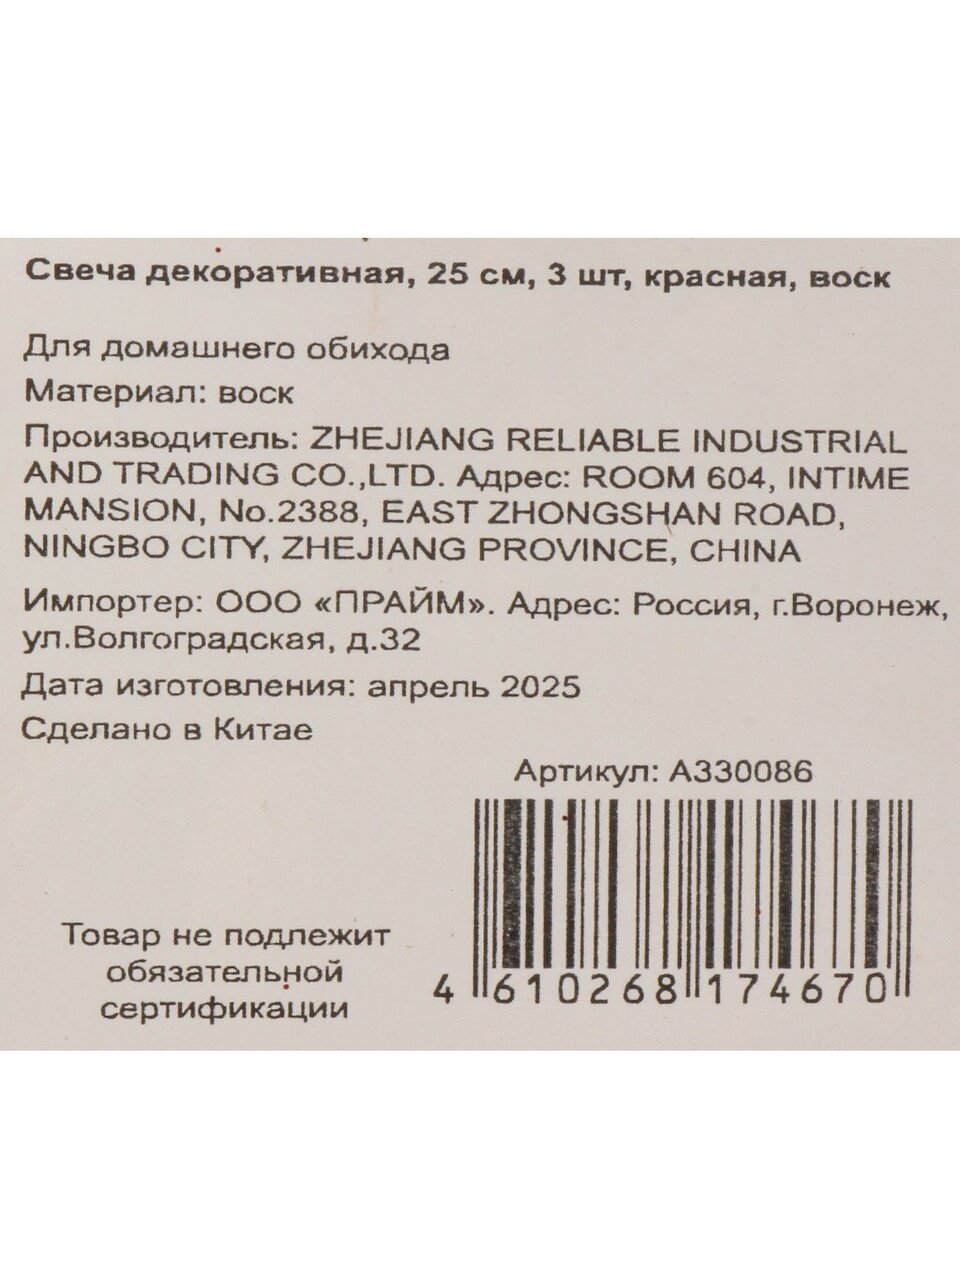 Свеча декоративная, 25 см, 3 шт, красная, воск
Для домашнего обихода
Материал: воск
Производитель: ZHEJIANG RELIABLE INDUSTRIAL
AND TRADING CO.,LTD. Адрес: ROOM 604, INTIME
MANSION, No.2388, EAST ZHONGSHAN ROAD,
NINGBO CITY, ZHEJIANG PROVINCE, CHINA
Импортер: ООО «ПРАЙМ». Адрес: Россия, г.Воронеж,
ул.Волгоградская, д.32
Дата изготовления: апрель 2025
Сделано в Китае
Артикул: A330086
Товар не подлежит
обязательной
сертификации
4 610268 174670